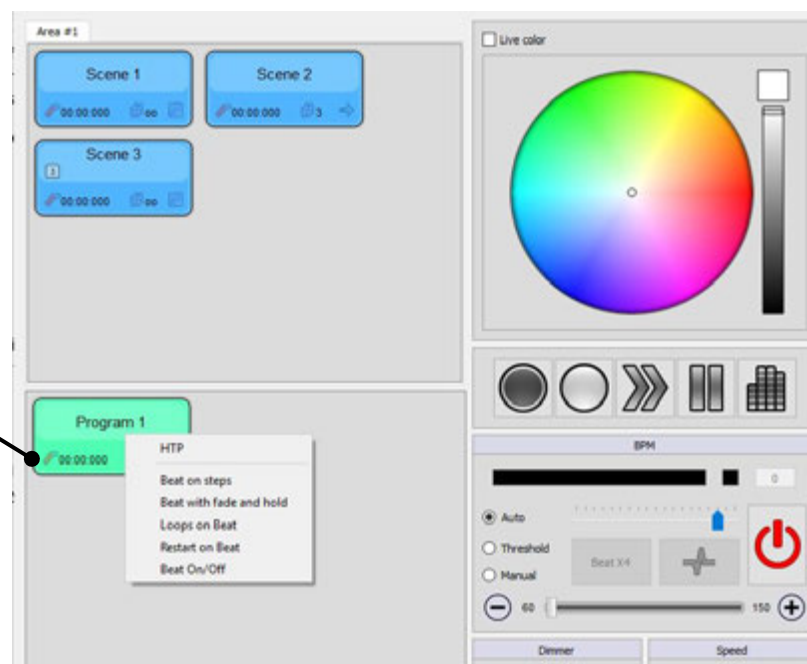 Area #1
Scene 1
00:00:000
00
Scene 2
00:00:000
3
Scene 3
00:00:000
00
Program 1
00:00:000
HTP
Beat on steps
Beat with fade and hold
Loops on Beat
Restart on Beat
Beat On/Off
Live color
BPM
0
Auto
Threshold
Manual
Beat X4
60
150
Dimmer
Speed